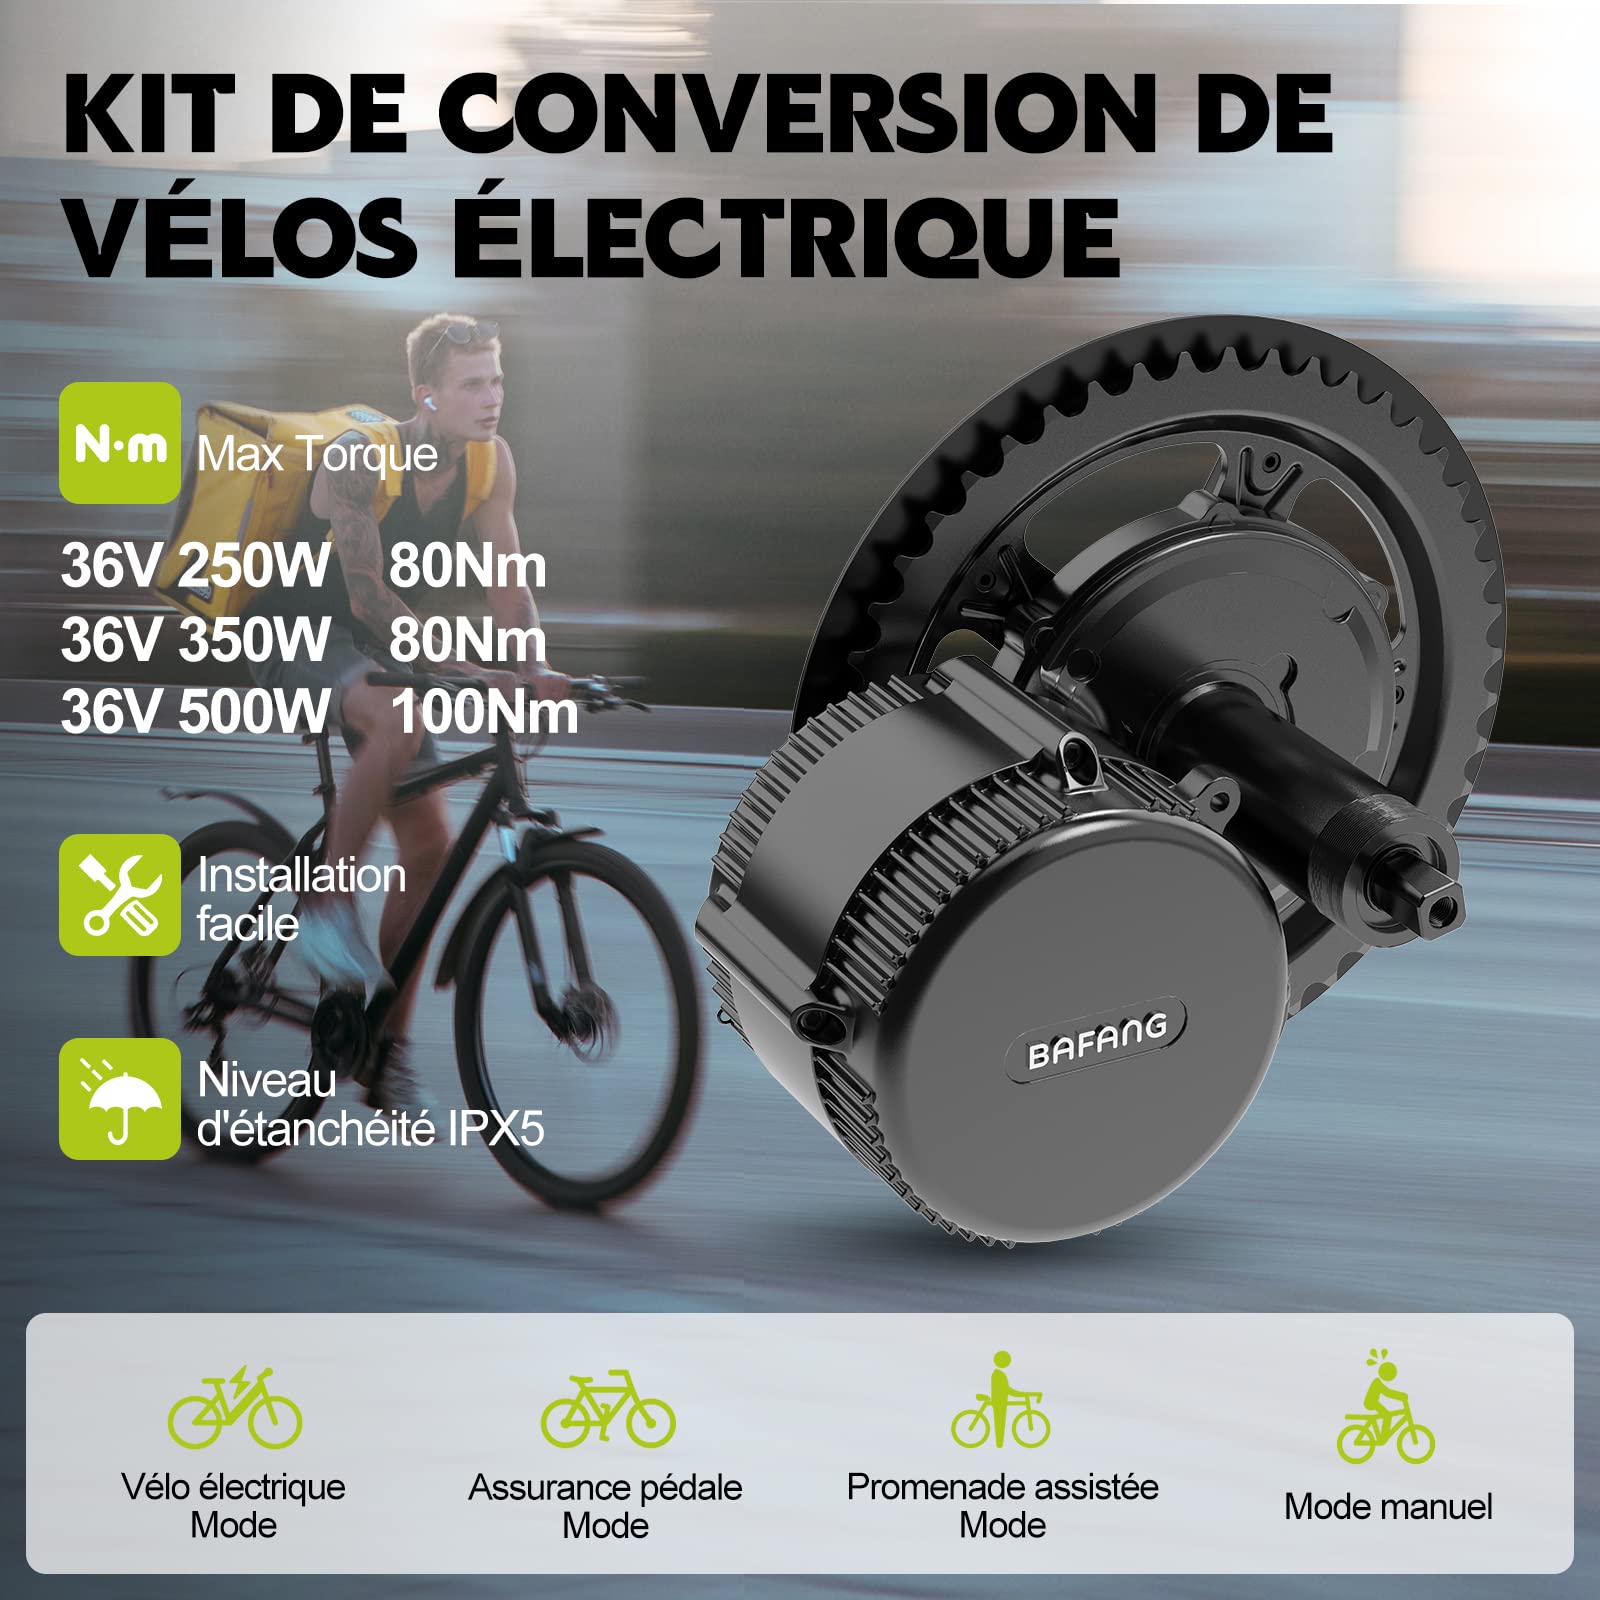 KIT DE CONVERSION DE
VÉLOS ÉLECTRIQUE
N·m
Max Torque
36V 250W 80Nm
36V 350W 80Nm
36V 500W 100Nm
Installation
facile
Niveau
d'étanchéité IPX5
BAFANG
Vélo électrique
Mode
Assurance pédale
Mode
Promenade assistée
Mode
Mode manuel